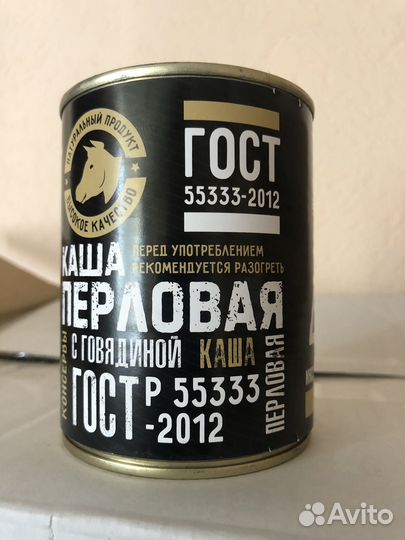 НАТУРАЛЬНЫЙ ПРОДУКТ
ВЫСОКОЕ КАЧЕСТВО
ГОСТ
55333-2012
ПЕРЕД УПОТРЕБЛЕНИЕМ
РЕКОМЕНДУЕТСЯ РАЗОГРЕТЬ
КАША
ПЕРЛОВАЯ
С ГОВЯДИНОЙ
КАША
ПЕРЛОВАЯ
КОНСЕРВЫ
ГОСТ Р 55333
-2012
Avito